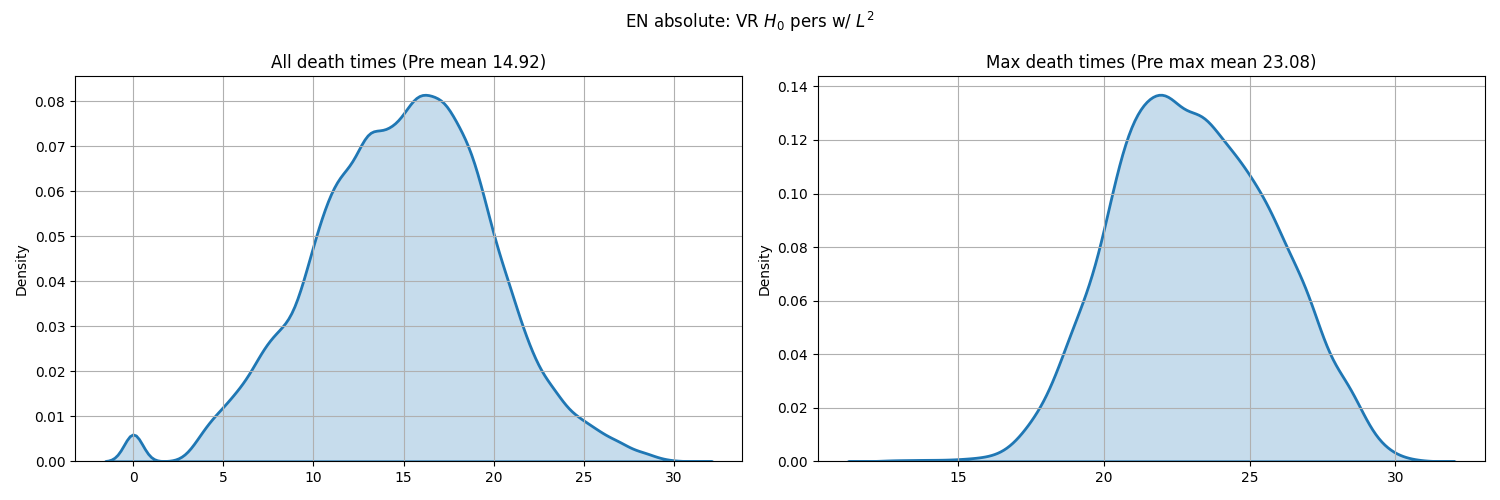 EN absolute: VR $H_0$ pers w/ $L^2$
All death times (Pre mean 14.92)
Density
0.08
0.07
0.06
0.05
0.04
0.03
0.02
0.01
0.00
0 5 10 15 20 25 30
Max death times (Pre max mean 23.08)
Density
0.14
0.12
0.10
0.08
0.06
0.04
0.02
0.00
15 20 25 30